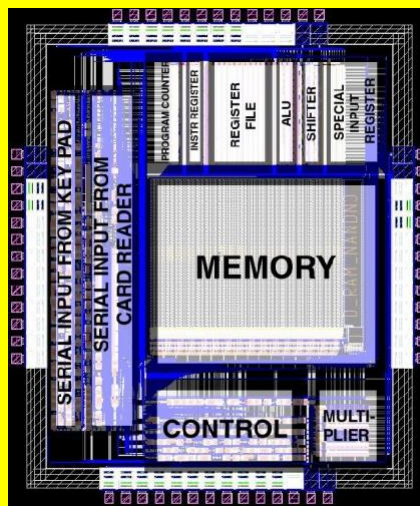 SERIAL INPUT FROM KEY PAD
SERIAL INPUT FROM
CARD READER
PROGRAM COUNTER
INSTR REGISTER
REGISTER
FILE
ALU
SHIFTER
SPECIAL
INPUT
REGISTER
MEMORY
CONTROL
MULTI-
PLIER